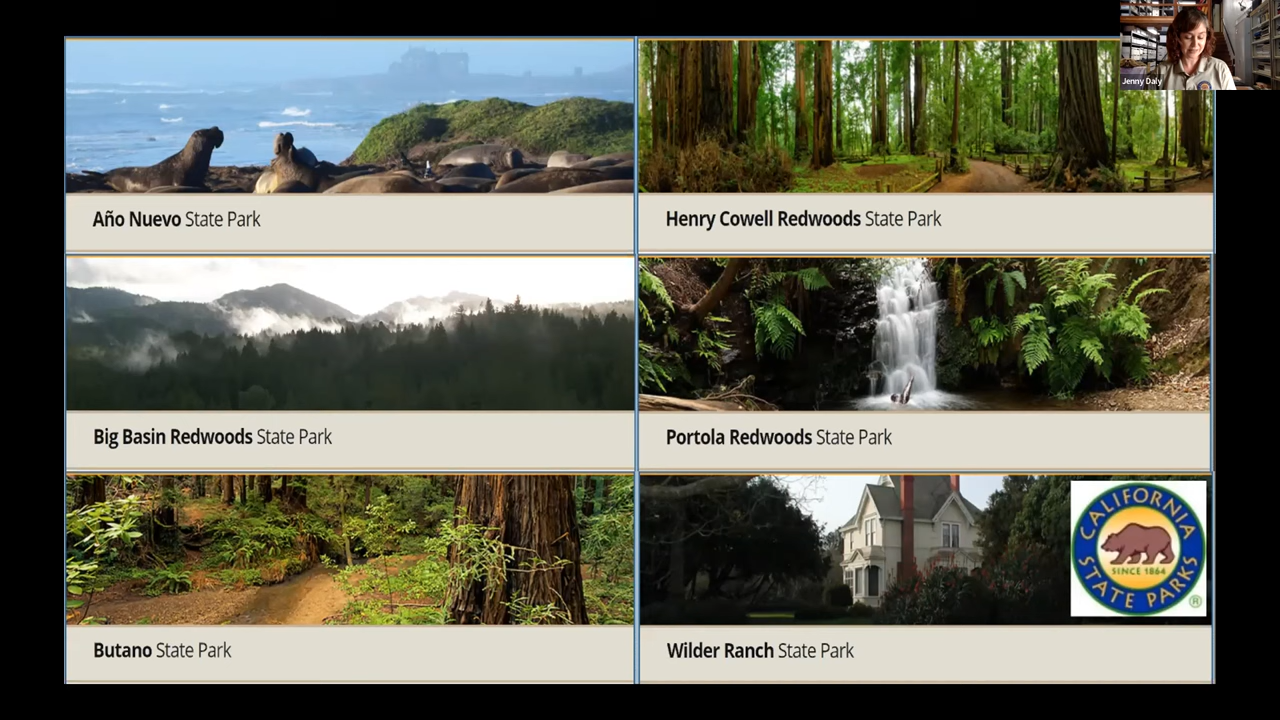 Jenny Daly
Año Nuevo State Park
Henry Cowell Redwoods State Park
Big Basin Redwoods State Park
Portola Redwoods State Park
Butano State Park
Wilder Ranch State Park
CALIFORNIA
SINCE 1864
STATE PARKS
®